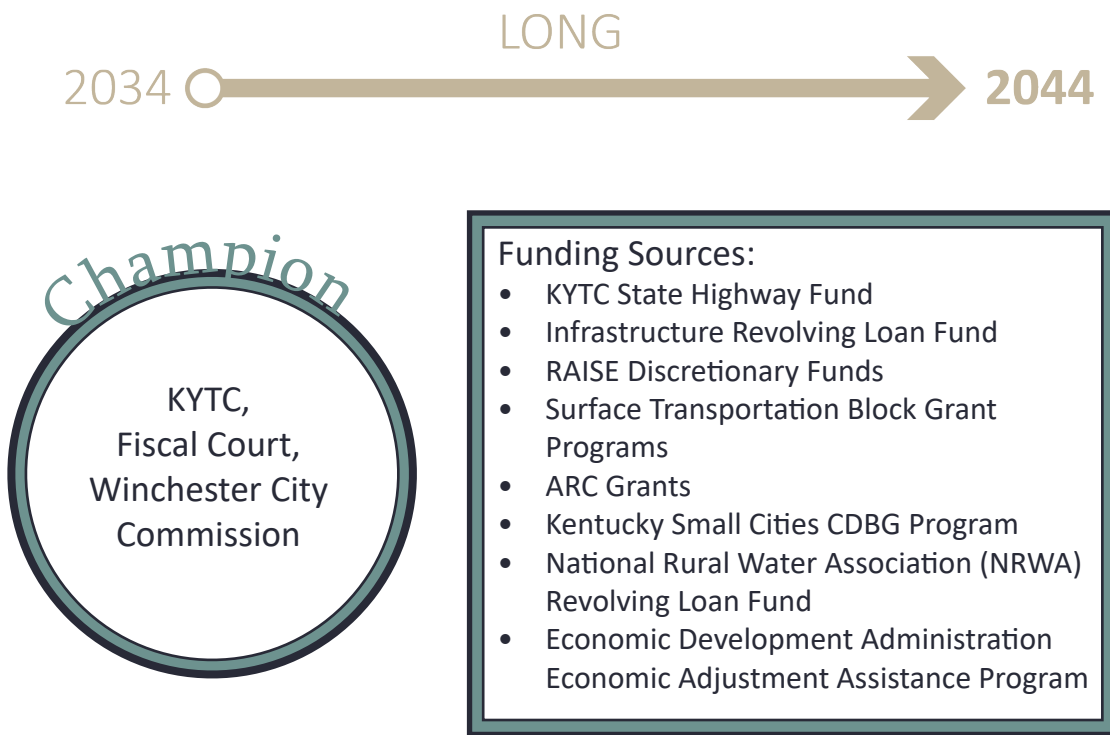 LONG
2034
2044
Champion
KYTC,
Fiscal Court,
Winchester City
Commission
Funding Sources:
• KYTC State Highway Fund
• Infrastructure Revolving Loan Fund
• RAISE Discretionary Funds
• Surface Transportation Block Grant
Programs
• ARC Grants
• Kentucky Small Cities CDBG Program
• National Rural Water Association (NRWA)
Revolving Loan Fund
• Economic Development Administration
Economic Adjustment Assistance Program